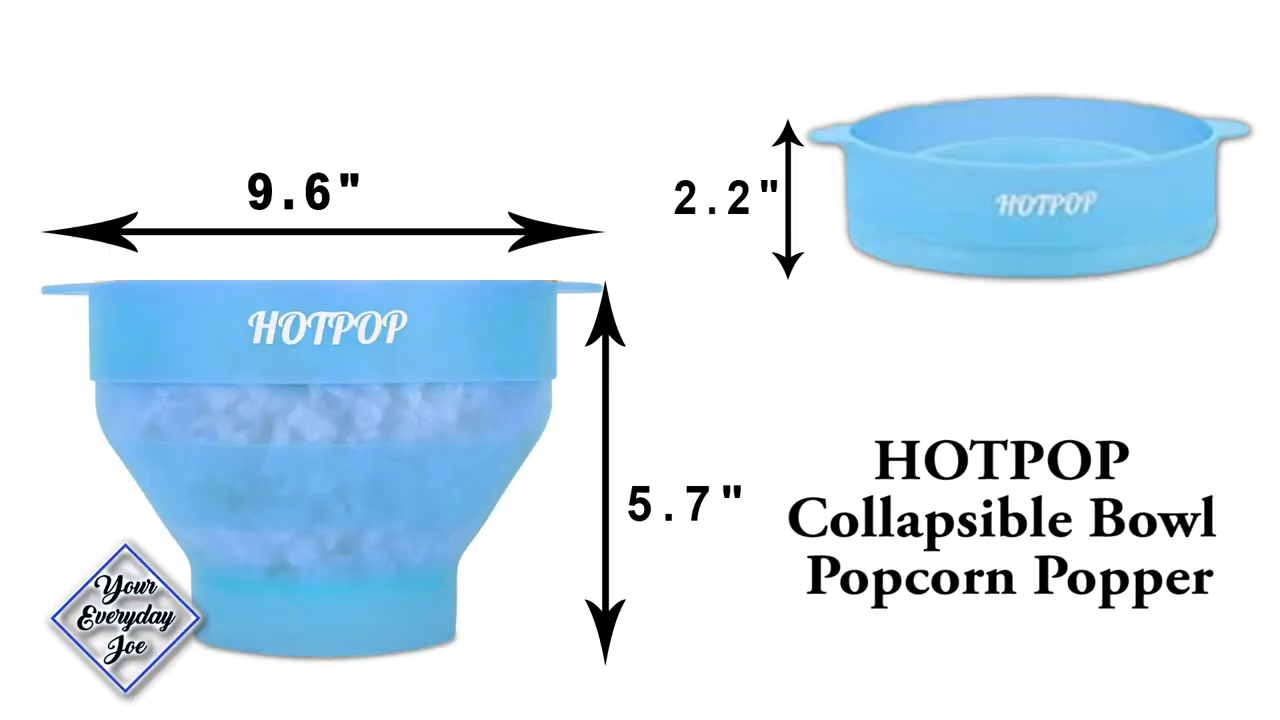 9.6"
2.2"
HOTPOP
HOTPOP
5.7"
HOTPOP
Collapsible Bowl
Popcorn Popper
Your
Everyday
Joe